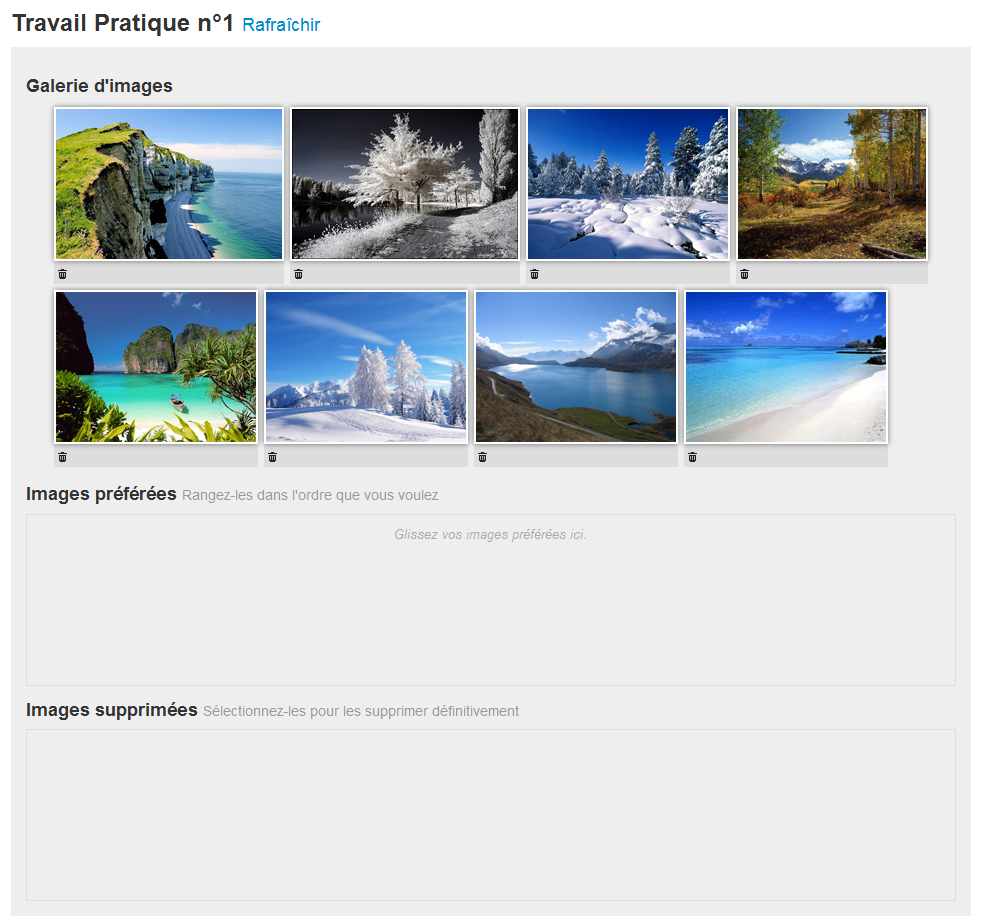 Travail Pratique n°1 Rafraîchir
Galerie d'images
Images préférées Rangez-les dans l'ordre que vous voulez
Glissez vos images préférées ici.
Images supprimées Sélectionnez-les pour les supprimer définitivement